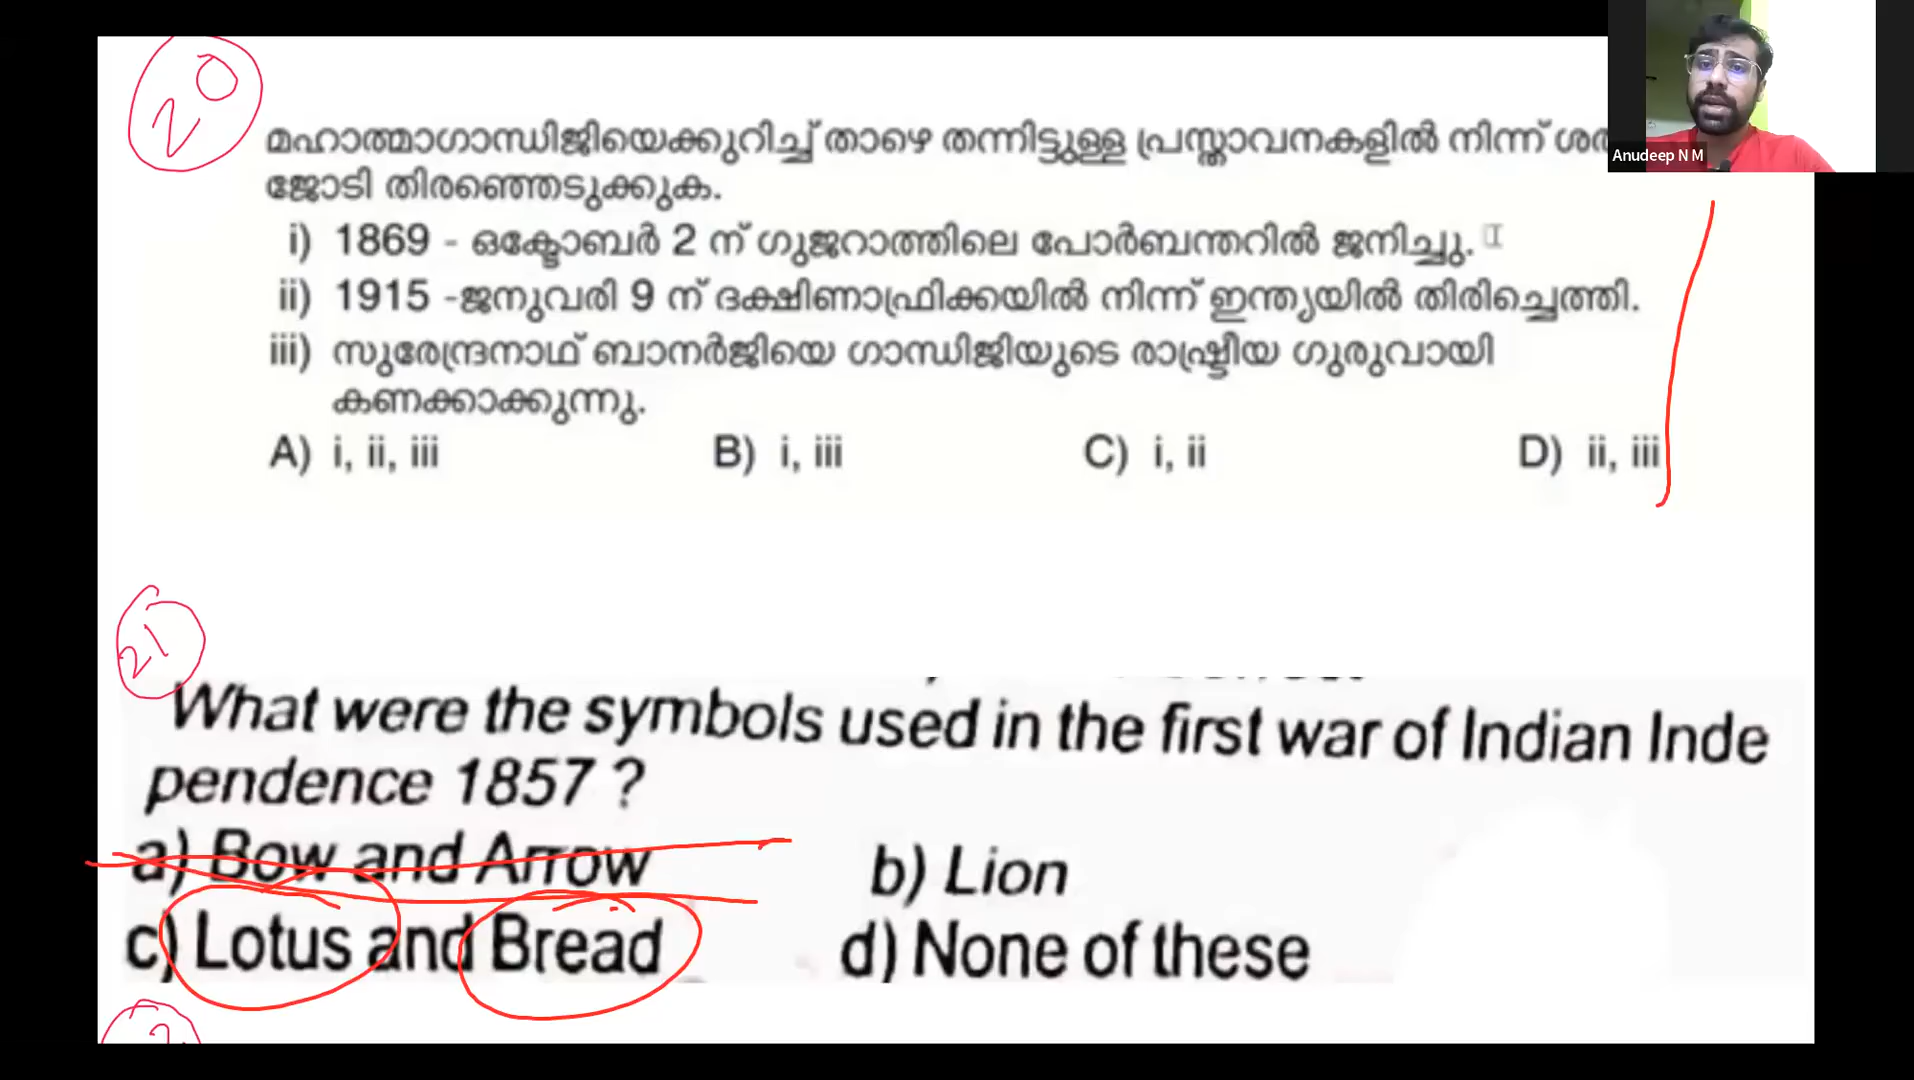 20
മഹാത്മാഗാന്ധിജിയെക്കുറിച്ച് താഴെ തന്നിട്ടുള്ള പ്രസ്താവനകളിൽ നിന്ന്
Anudeep N M
ജോടി തിരഞ്ഞെടുക്കുക.
i) 1869 - ഒക്ടോബർ 2 ന് ഗുജറാത്തിലെ പോർബന്തറിൽ ജനിച്ചു.
ii) 1915 -ജനുവരി 9 ന് ദക്ഷിണാഫ്രിക്കയിൽ നിന്ന് ഇന്ത്യയിൽ തിരിച്ചെത്തി.
iii) സുരേന്ദ്രനാഥ് ബാനർജിയെ ഗാന്ധിജിയുടെ രാഷ്ട്രീയ ഗുരുവായി
കണക്കാക്കുന്നു.
A) i, ii, iii B) i, iii C) i, ii D) ii, iii
21
What were the symbols used in the first war of Indian Inde
pendence 1857 ?
a) Bow and Arrow b) Lion
c) Lotus and Bread d) None of these